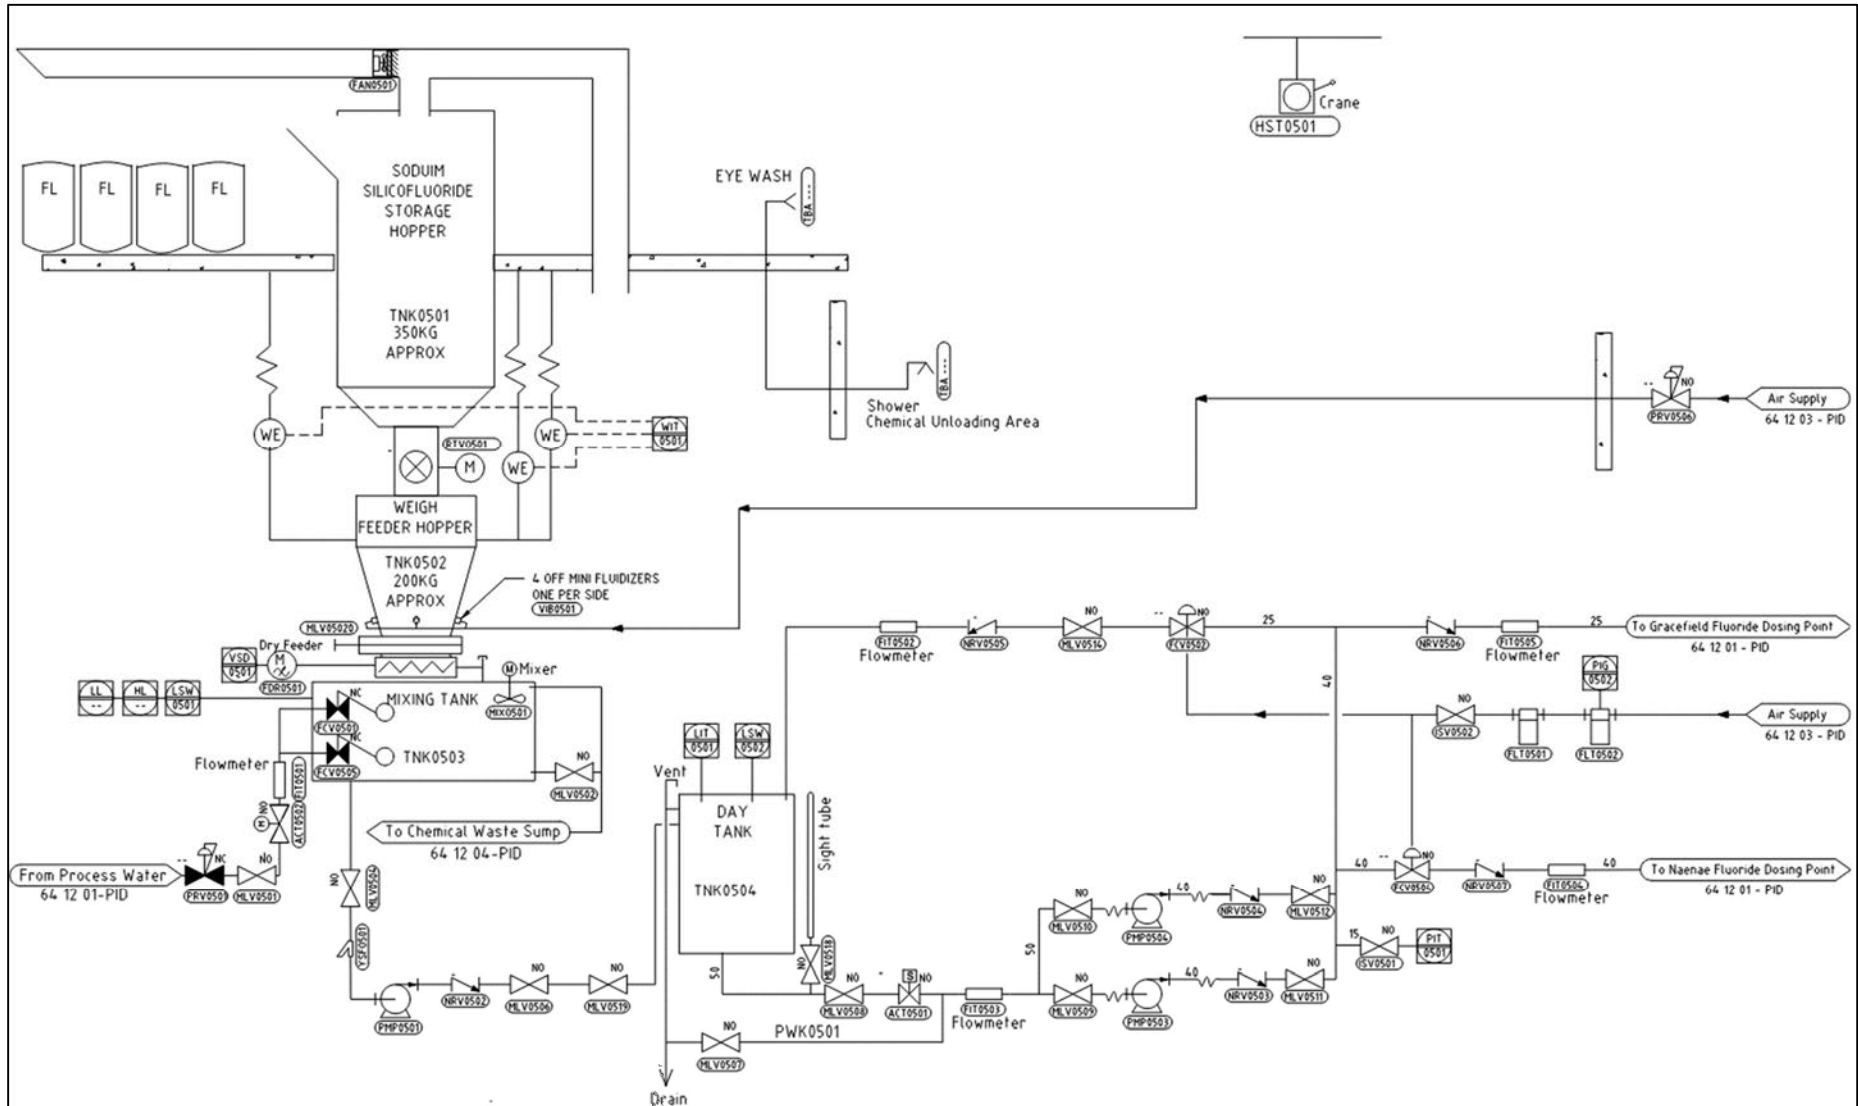 FAN0501
Crane
HST0501
FL
FL
FL
FL
SODUIM
SILICOFLUORIDE
STORAGE
HOPPER
EYE WASH
TBA ---
TNK0501
350KG
APPROX
TBA ---
Shower
Chemical Unloading Area
NO
PRV0506
Air Supply
64 12 03 - PID
WE
WE
WE
WIT
0501
RTV0501
M
WEIGH
FEEDER HOPPER
TNK0502
200KG
APPROX
4 OFF MINI FLUIDIZERS
ONE PER SIDE
VIB0501
MLV05020
Dry Feeder
VSD
0501
M
FDR0501
M
Mixer
MIX0501
LL
--
HL
--
LSW
0501
NC
FCV0501
MIXING TANK
NC
FCV0505
TNK0503
Flowmeter
FIT0501
NO
M
ACT0502
NO
MLV0502
To Chemical Waste Sump
64 12 04-PID
From Process Water
64 12 01-PID
NC
PRV0501
NO
MLV0501
NO
MLV0504
YSF0501
PMP0501
NRV0502
NO
MLV0506
NO
MLV0519
Vent
LIT
0501
LSW
0502
DAY
TANK
TNK0504
Sight tube
50
NO
MLV0518
MLV0508
S
NO
ACT0501
FIT0503
Flowmeter
PWK0501
NO
MLV0507
Drain
FIT0502
Flowmeter
NRV0505
NO
MLV0514
NO
FCV0502
25
NRV0506
FIT0505
Flowmeter
25
To Gracefield Fluoride Dosing Point
64 12 01 - PID
PIG
0502
40
NO
ISV0502
FLT0501
FLT0502
Air Supply
64 12 03 - PID
40
NO
FCV0504
NRV0507
FIT0504
Flowmeter
40
To Naenae Fluoride Dosing Point
64 12 01 - PID
50
NO
MLV0510
PMP0504
40
NRV0504
NO
MLV0512
15
NO
ISV0501
PIT
0501
NO
MLV0509
PMP0503
40
NRV0503
NO
MLV0511